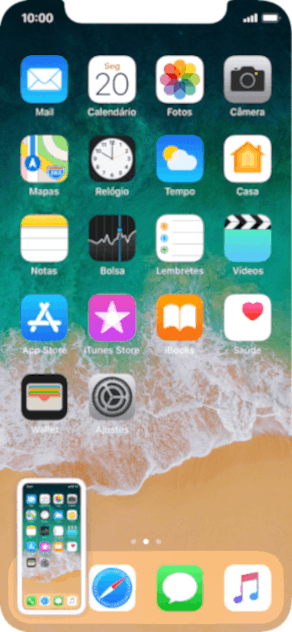 10:00
Seg
20
Mail Calendário Fotos Câmera
280
Mapas Relógio Tempo Casa
Notas Bolsa Lembretes Vídeos
App Store iTunes Store iBooks Saúde
Wallet Ajustes